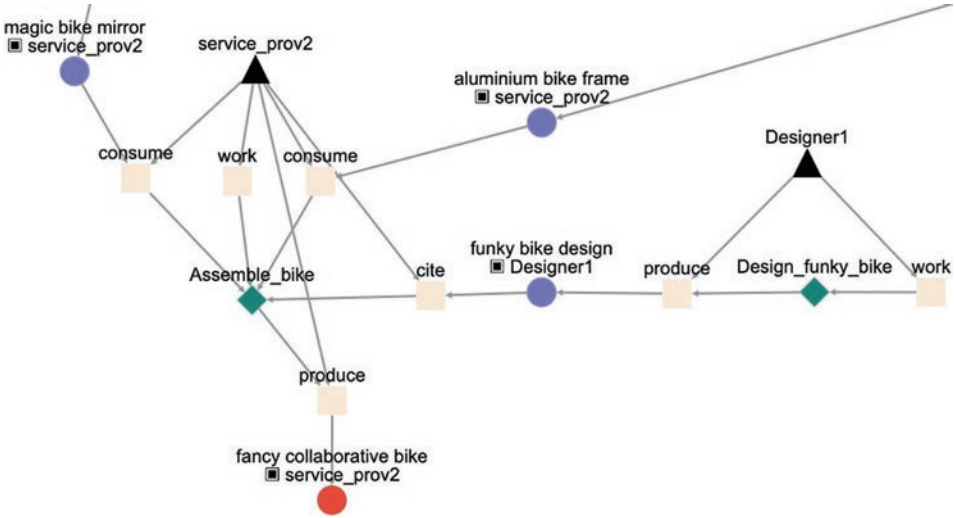 magic bike mirror
▣ service_prov2
service_prov2
aluminium bike frame
▣ service_prov2
Designer1
consume
work
consume
funky bike design
▣ Designer1
Assemble_bike
cite
produce
Design_funky_bike
work
produce
fancy collaborative bike
▣ service_prov2